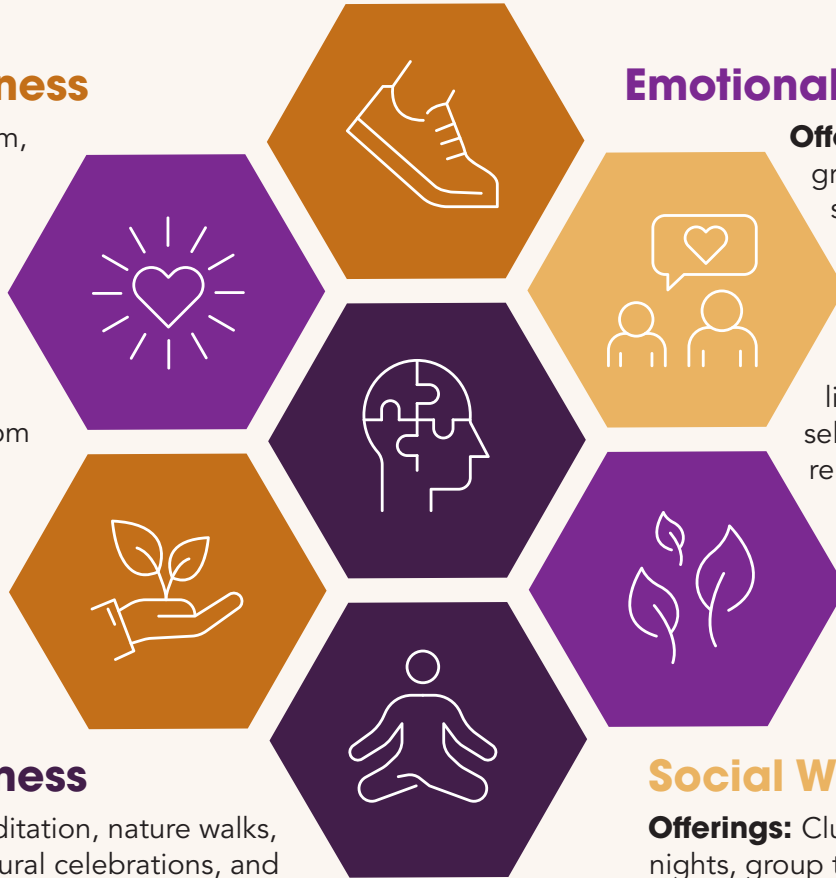 ness
m,
om
Emotional
Offe
gr
s
li
sel
re
ness
ditation, nature walks,
ural celebrations, and
Social W
Offerings: Clu
nights, group t